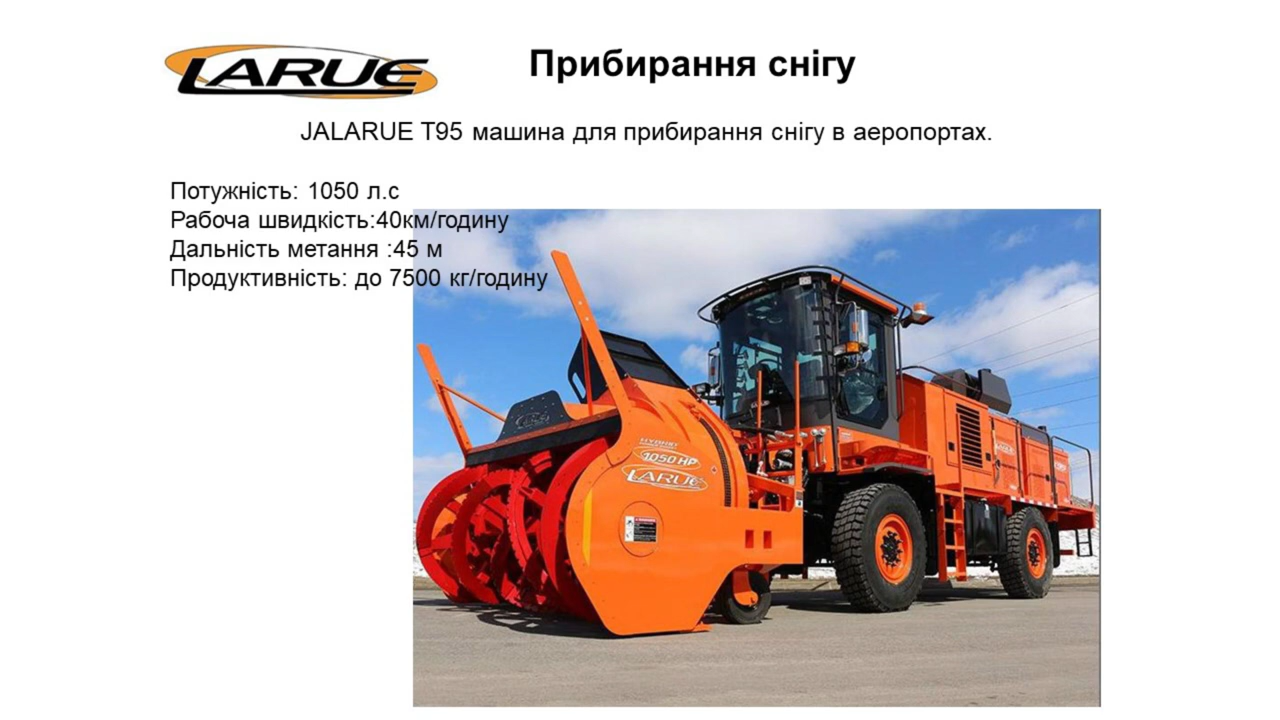 LARUE
Прибирання снігу
JALARUE T95 машина для прибирання снігу в аеропортах.
Потужність: 1050 л.с
Рабоча швидкість:40км/годину
Дальність метання :45 м
Продуктивність: до 7500 кг/годину
1050 HP
LARUE